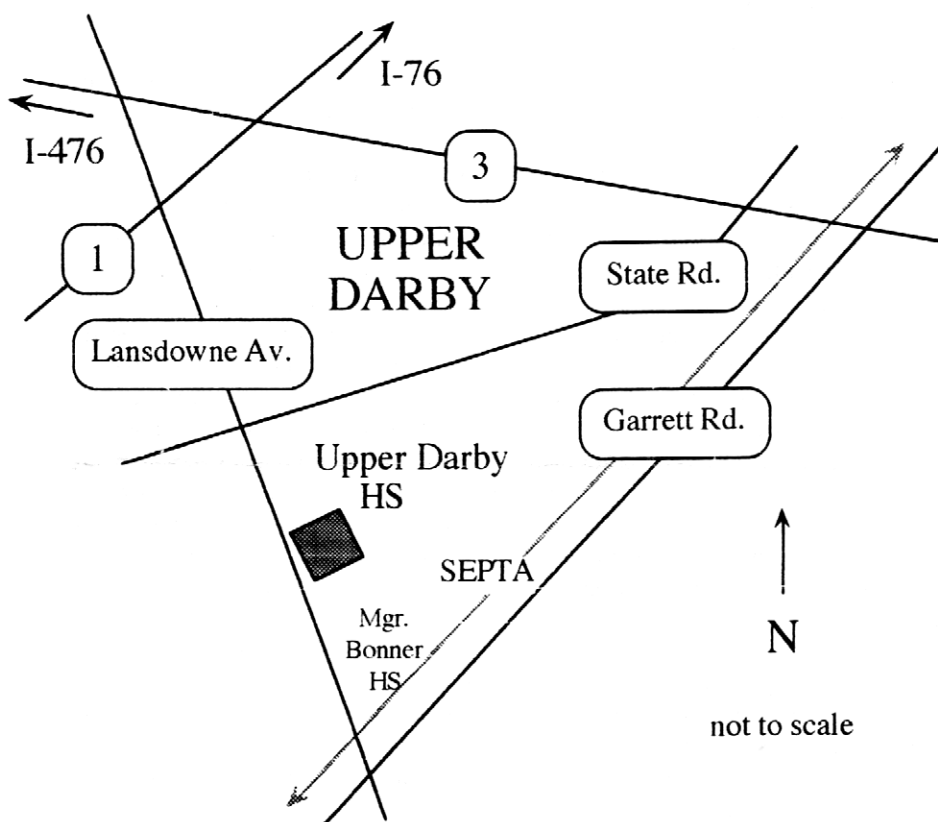 I-76
I-476
3
1
UPPER
DARBY
State Rd.
Lansdowne Av.
Garrett Rd.
Upper Darby
HS
SEPTA
Mgr.
Bonner
HS
N
not to scale